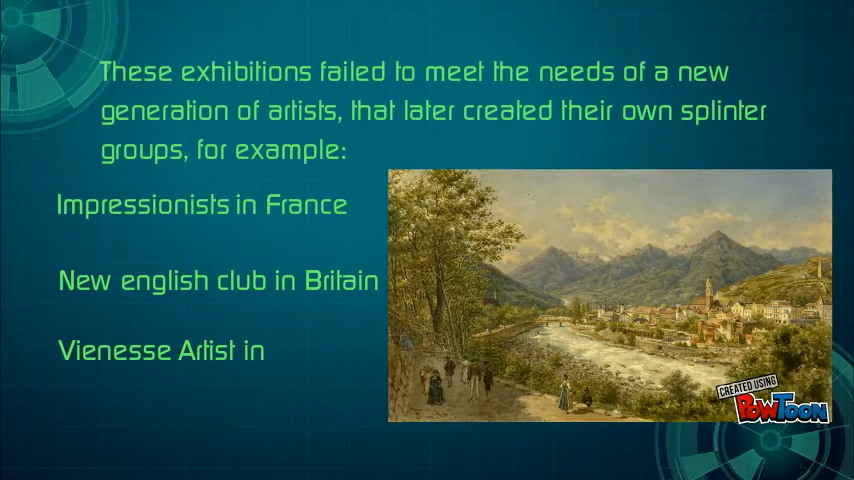 These exhibitions failed to meet the needs of a new
generation of artists, that later created their own splinter
groups, for example:
Impressionists in France
New english club in Britain
Vienesse Artist in
CREATED USING
POWTOON